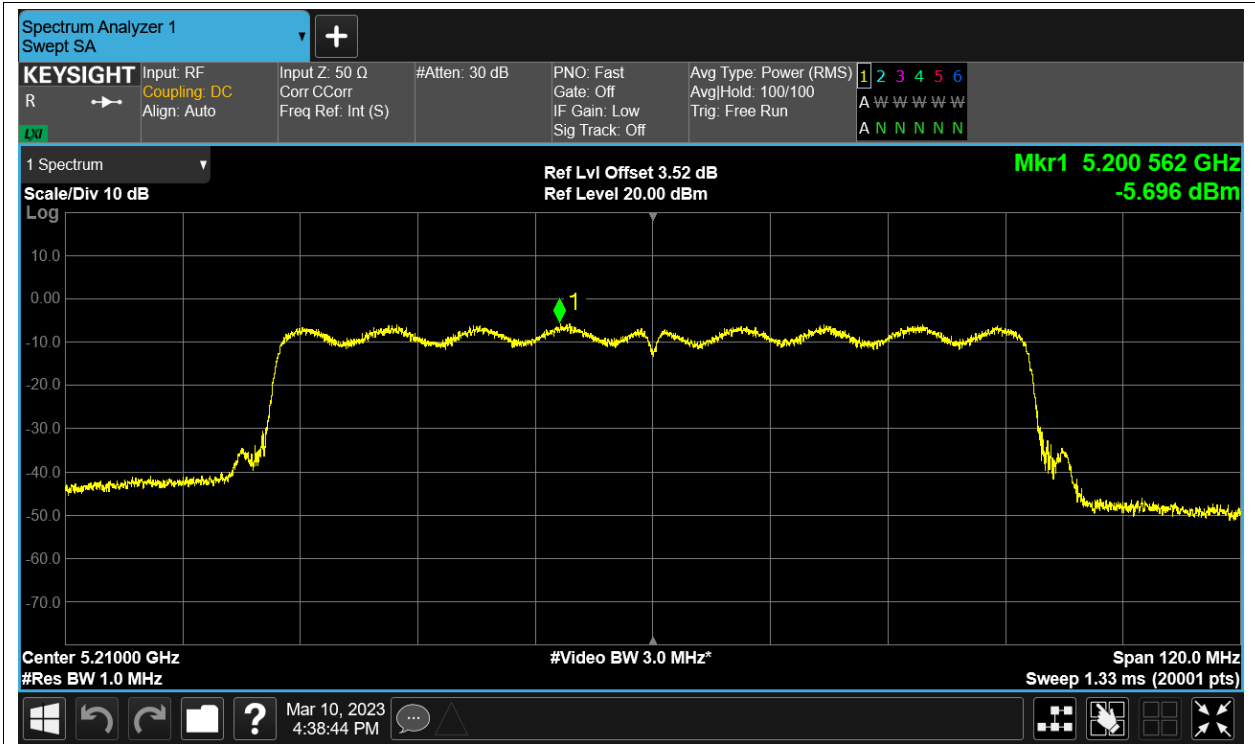 Spectrum Analyzer 1
Swept SA
KEYSIGHT
R
LXI
Input: RF
Coupling: DC
Align: Auto
Input Z: 50 Ω
Corr CCorr
Freq Ref: Int (S)
#Atten: 30 dB
PNO: Fast
Gate: Off
IF Gain: Low
Sig Track: Off
Avg Type: Power (RMS)
Avg|Hold: 100/100
Trig: Free Run
1 2 3 4 5 6
A W W W W W
A N N N N N
1 Spectrum
Scale/Div 10 dB
Log
Ref Lvl Offset 3.52 dB
Ref Level 20.00 dBm
Mkr1 5.200 562 GHz
-5.696 dBm
10.0
0.00
-10.0
-20.0
-30.0
-40.0
-50.0
-60.0
-70.0
1
Center 5.21000 GHz
#Res BW 1.0 MHz
#Video BW 3.0 MHz*
Span 120.0 MHz
Sweep 1.33 ms (20001 pts)
?
Mar 10, 2023
4:38:44 PM